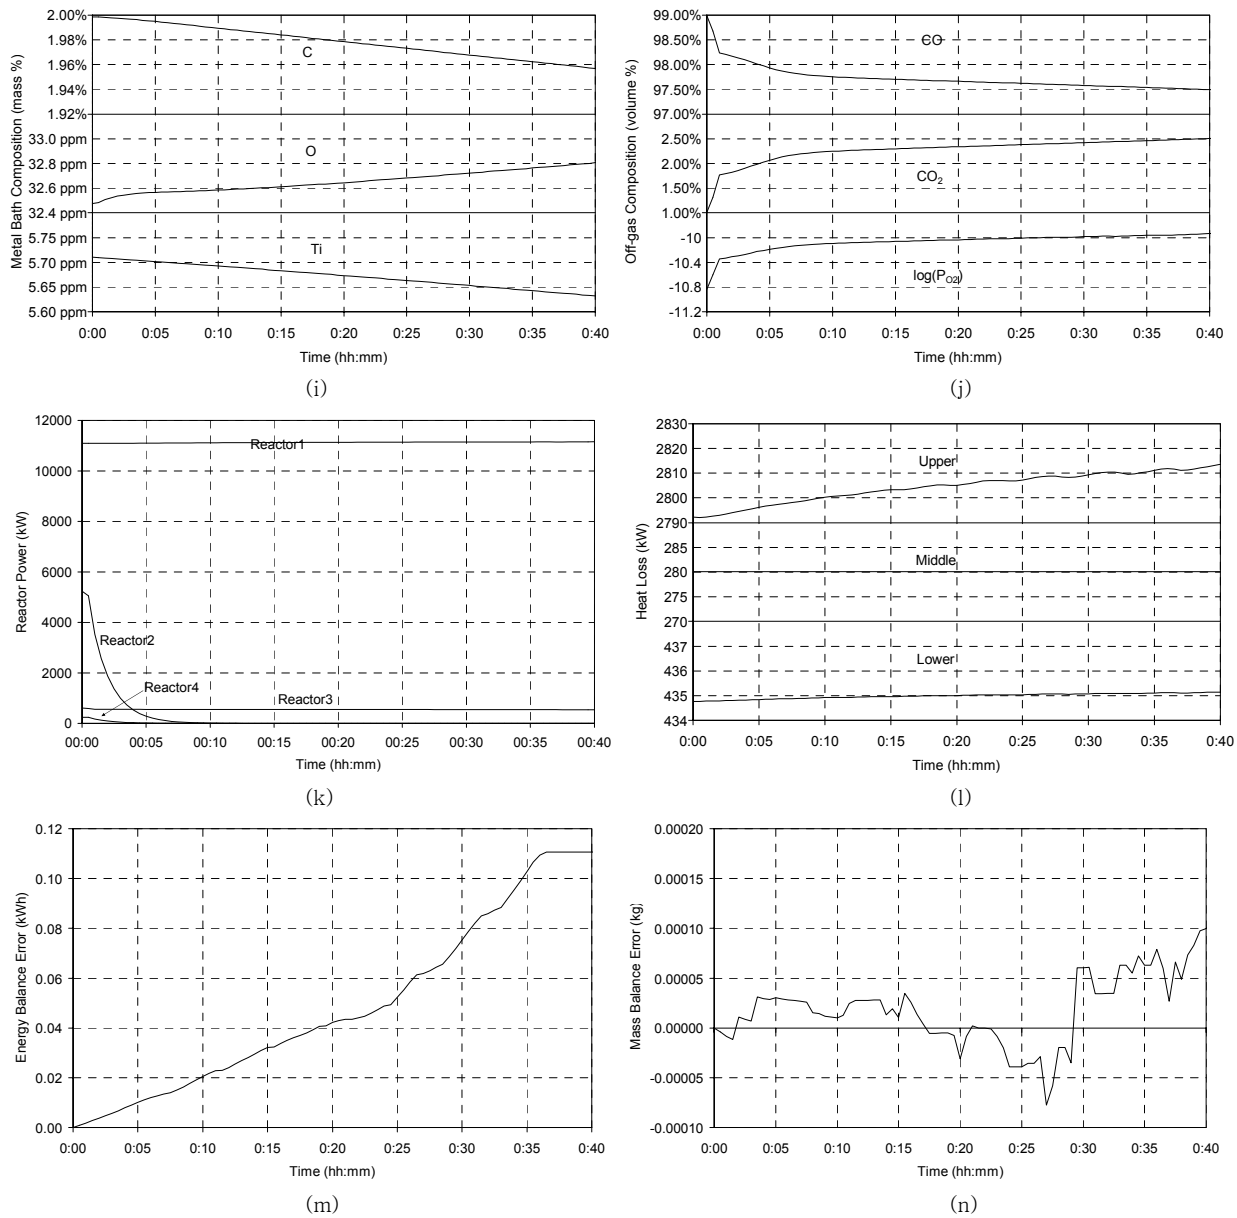 Metal Bath Composition (mass %)
2.00%
1.98%
1.96%
1.94%
1.92%
33.0 ppm
32.8 ppm
32.6 ppm
32.4 ppm
5.75 ppm
5.70 ppm
5.65 ppm
5.60 ppm
C
O
Ti
0:00 0:05 0:10 0:15 0:20 0:25 0:30 0:35 0:40
Time (hh:mm)
(i)
Off-gas Composition (volume %)
99.00%
98.50%
98.00%
97.50%
97.00%
2.50%
2.00%
1.50%
1.00%
-10
-10.4
-10.8
-11.2
CO
CO2
log(PO2)
0:00 0:05 0:10 0:15 0:20 0:25 0:30 0:35 0:40
Time (hh:mm)
(j)
Reactor Power (kW)
12000
10000
8000
6000
4000
2000
0
Reactor1
Reactor2
Reactor4
Reactor3
00:00 00:05 00:10 00:15 00:20 00:25 00:30 00:35 00:40
Time (hh:mm)
(k)
Heat Loss (kW)
2830
2820
2810
2800
2790
285
280
275
270
437
436
435
434
Upper
Middle
Lower
0:00 0:05 0:10 0:15 0:20 0:25 0:30 0:35 0:40
Time (hh:mm)
(l)
Energy Balance Error (kWh)
0.12
0.10
0.08
0.06
0.04
0.02
0.00
0:00 0:05 0:10 0:15 0:20 0:25 0:30 0:35 0:40
Time (hh:mm)
(m)
Mass Balance Error (kg)
0.00020
0.00015
0.00010
0.00005
0.00000
-0.00005
-0.00010
0:00 0:05 0:10 0:15 0:20 0:25 0:30 0:35 0:40
Time (hh:mm)
(n)